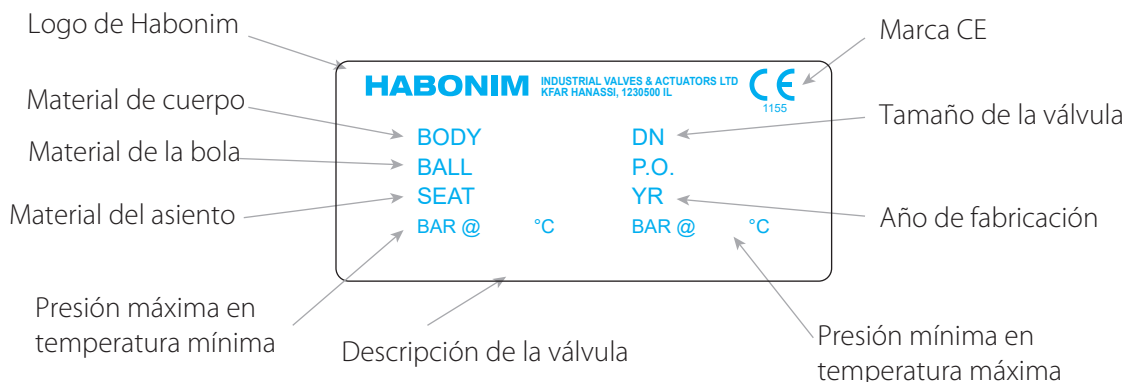 Logo de Habonim
Marca CE
HABONIM INDUSTRIAL VALVES & ACTUATORS LTD
KFAR HANASSI, 1230500 IL
CE
1155
Material de cuerpo
Tamaño de la válvula
BODY DN
Material de la bola
BALL P.O.
Material del asiento
SEAT YR
Año de fabricación
BAR @ °C BAR @ °C
Presión máxima en
temperatura mínima
Descripción de la válvula
Presión mínima en
temperatura máxima